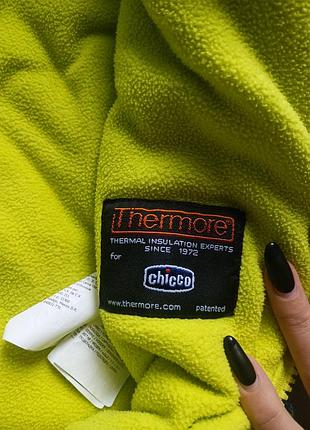 Thermore®
THERMAL INSULATION EXPERTS
SINCE 1972
for
chicco
www.thermore.com patented